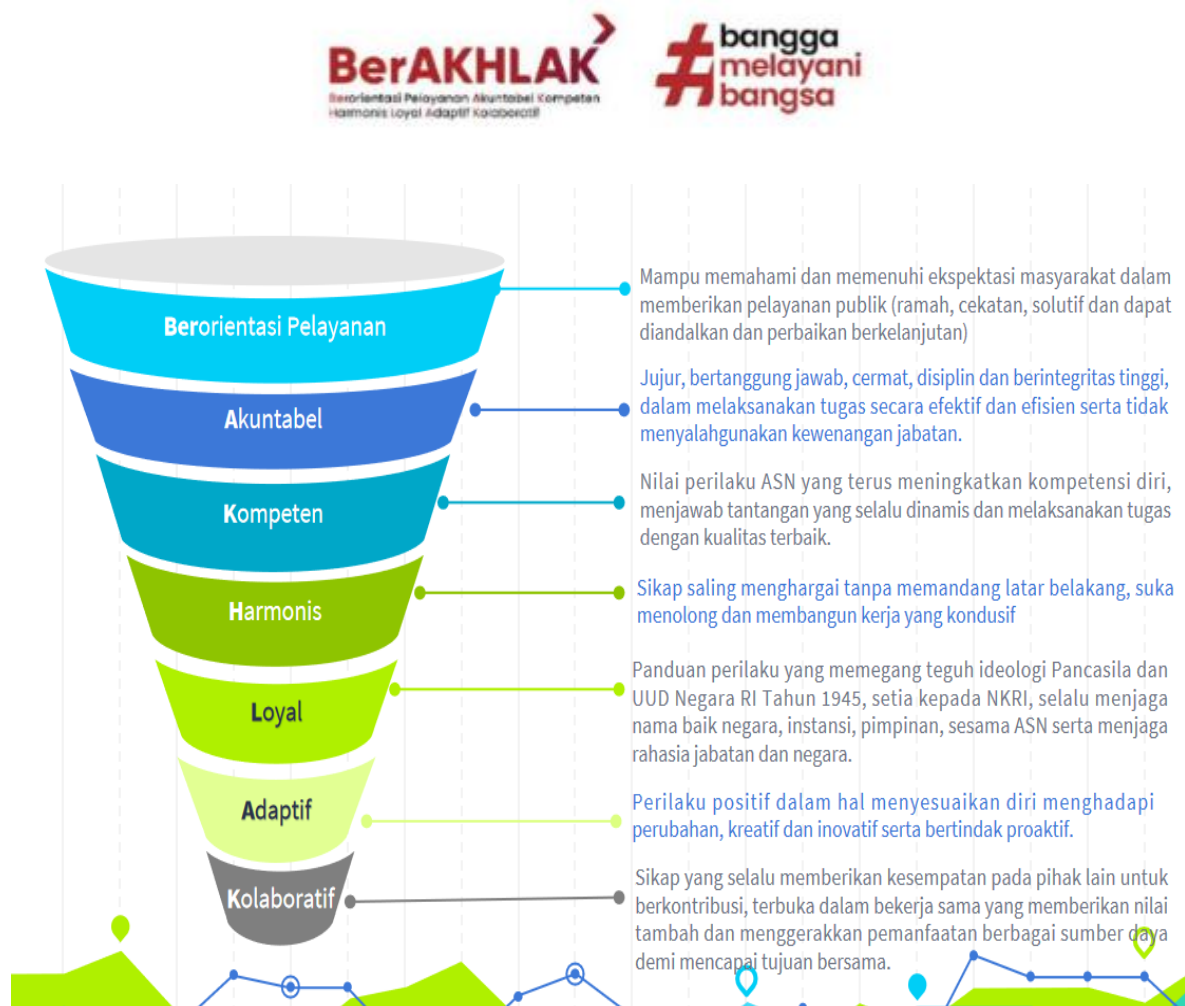 BerAKHLAK
Berorientasi Pelayanan Akuntabel Kompeten
Harmonis Loyal Adaptif Kolaboratif
#bangga
melayani
bangsa
Berorientasi Pelayanan
Mampu memahami dan memenuhi ekspektasi masyarakat dalam
memberikan pelayanan publik (ramah, cekatan, solutif dan dapat
diandalkan dan perbaikan berkelanjutan)
Akuntabel
Jujur, bertanggung jawab, cermat, disiplin dan berintegritas tinggi,
dalam melaksanakan tugas secara efektif dan efisien serta tidak
menyalahgunakan kewenangan jabatan.
Kompeten
Nilai perilaku ASN yang terus meningkatkan kompetensi diri,
menjawab tantangan yang selalu dinamis dan melaksanakan tugas
dengan kualitas terbaik.
Harmonis
Sikap saling menghargai tanpa memandang latar belakang, suka
menolong dan membangun kerja yang kondusif
Loyal
Panduan perilaku yang memegang teguh ideologi Pancasila dan
UUD Negara RI Tahun 1945, setia kepada NKRI, selalu menjaga
nama baik negara, instansi, pimpinan, sesama ASN serta menjaga
rahasia jabatan dan negara.
Adaptif
Perilaku positif dalam hal menyesuaikan diri menghadapi
perubahan, kreatif dan inovatif serta bertindak proaktif.
Kolaboratif
Sikap yang selalu memberikan kesempatan pada pihak lain untuk
berkontribusi, terbuka dalam bekerja sama yang memberikan nilai
tambah dan menggerakkan pemanfaatan berbagai sumber daya
demi mencapai tujuan bersama.